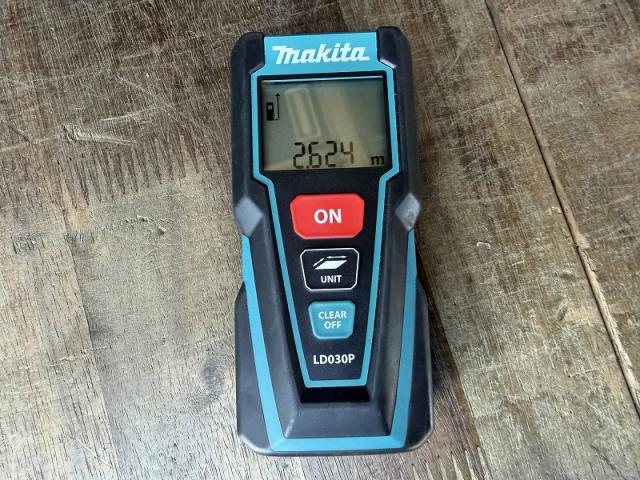 makita
2.624 m
ON
UNIT
CLEAR
OFF
LD030P